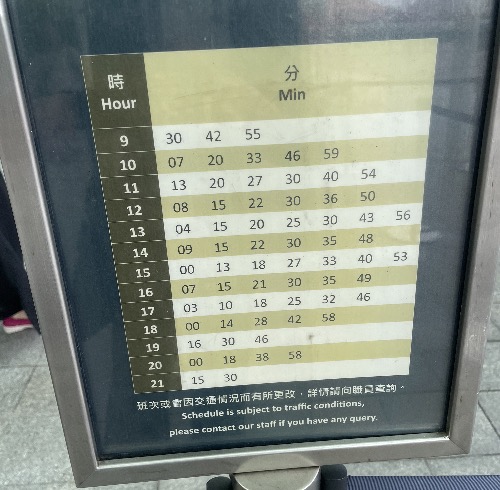 時 分
Hour Min
9 30 42 55
10 07 20 33 46 59
11 13 20 27 30 40 54
12 08 15 22 30 36 50
13 04 15 20 25 30 43 56
14 09 15 22 30 35 48
15 00 13 18 27 33 40 53
16 07 15 21 30 35 49
17 03 10 18 25 32 46
18 00 14 28 42 58
19 16 30 46
20 00 18 38 58
21 15 30
班次或會因交通情況而有所更改，詳情請向職員查詢。
Schedule is subject to traffic conditions,
please contact our staff if you have any query.